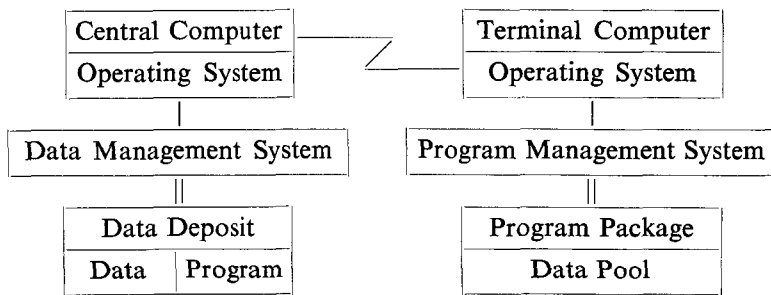 Central Computer
Operating System
Data Management System
Data Deposit
Data Program
Terminal Computer
Operating System
Program Management System
Program Package
Data Pool